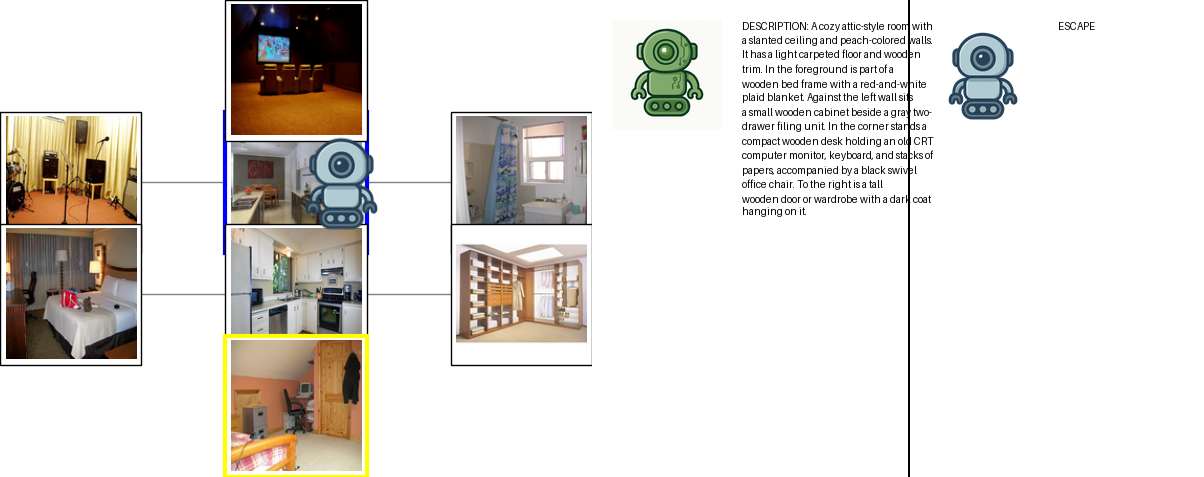 DESCRIPTION: A cozy attic-style room with
a slanted ceiling and peach-colored walls.
It has a light carpeted floor and wooden
trim. In the foreground is part of a
wooden bed frame with a red-and-white
plaid blanket. Against the left wall sits
a small wooden cabinet beside a gray two-
drawer filing unit. In the corner stands a
compact wooden desk holding an old CRT
computer monitor, keyboard, and stacks of
papers, accompanied by a black swivel
office chair. To the right is a tall
wooden door or wardrobe with a dark coat
hanging on it.
ESCAPE